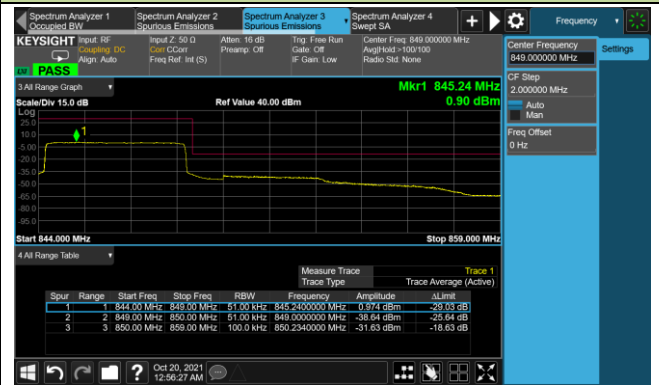 Spectrum Analyzer 1
Occupied BW
Spectrum Analyzer 2
Spurious Emissions
Spectrum Analyzer 3
Spurious Emissions
Spectrum Analyzer 4
Swept SA
Frequency
KEYSIGHT
Input: RF
Coupling: DC
Align: Auto
Input Z: 50 Ω
Corr CCorr
Freq Ref: Int (S)
Atten: 16 dB
Preamp: Off
Trig: Free Run
Gate: Off
IF Gain: Low
Center Freq: 849.000000 MHz
Avg|Hold:>100/100
Radio Std: None
PASS
Center Frequency
849.000000 MHz
Settings
CF Step
2.000000 MHz
Auto
Man
Freq Offset
0 Hz
3 All Range Graph
Scale/Div 15.0 dB
Ref Value 40.00 dBm
Mkr1 845.24 MHz
0.90 dBm
Log
25.0
10.0
-5.00
-20.0
-35.0
-50.0
-65.0
-80.0
-95.0
1
Start 844.000 MHz
Stop 859.000 MHz
4 All Range Table
Measure Trace Trace 1
Trace Type Trace Average (Active)
Spur Range Start Freq Stop Freq RBW Frequency Amplitude ΔLimit
1 1 844.00 MHz 849.00 MHz 51.00 kHz 845.2400000 MHz 0.974 dBm -29.03 dB
2 2 849.00 MHz 850.00 MHz 51.00 kHz 849.0000000 MHz -38.64 dBm -25.64 dB
3 3 850.00 MHz 859.00 MHz 100.0 kHz 850.2340000 MHz -31.63 dBm -18.63 dB
Oct 20, 2021
12:56:27 AM